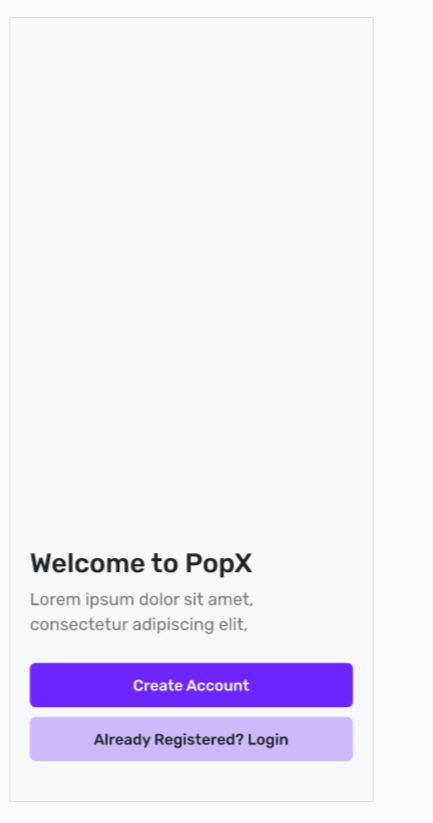 Welcome to PopX
Lorem ipsum dolor sit amet,
consectetur adipiscing elit,
Create Account
Already Registered? Login